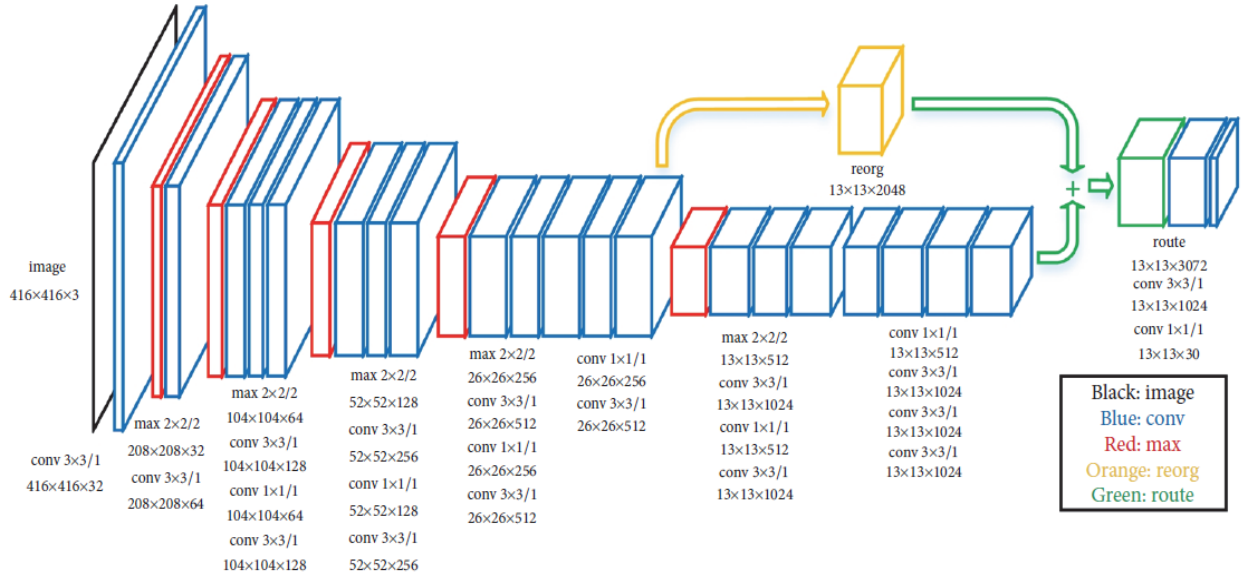 image
416×416×3
conv 3×3/1
416×416×32
max 2×2/2
208×208×32
conv 3×3/1
208×208×64
max 2×2/2
104×104×64
conv 3×3/1
104×104×128
conv 1×1/1
104×104×64
conv 3×3/1
104×104×128
max 2×2/2
52×52×128
conv 3×3/1
52×52×256
conv 1×1/1
52×52×128
conv 3×3/1
52×52×256
max 2×2/2
26×26×256
conv 3×3/1
26×26×512
conv 1×1/1
26×26×256
conv 3×3/1
26×26×512
conv 1×1/1
26×26×256
conv 3×3/1
26×26×512
max 2×2/2
13×13×512
conv 3×3/1
13×13×1024
conv 1×1/1
13×13×512
conv 3×3/1
13×13×1024
conv 1×1/1
13×13×512
conv 3×3/1
13×13×1024
conv 3×3/1
13×13×1024
conv 3×3/1
13×13×1024
reorg
13×13×2048
+
route
13×13×3072
conv 3×3/1
13×13×1024
conv 1×1/1
13×13×30
Black: image
Blue: conv
Red: max
Orange: reorg
Green: route